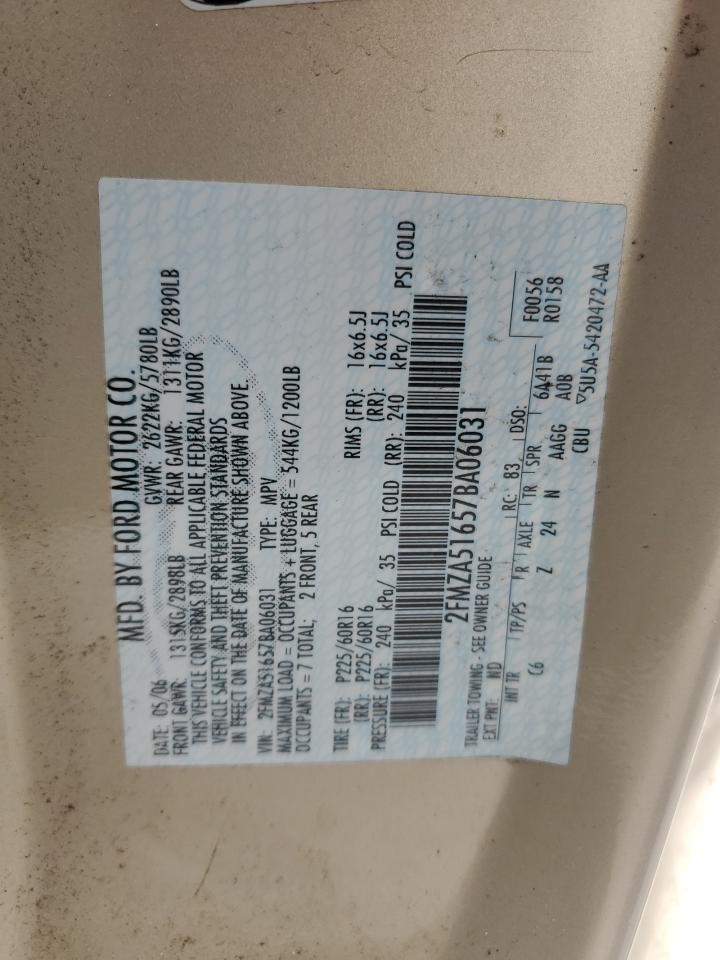 MFD. BY FORD MOTOR CO.
DATE: 05/06 GVWR: 2622KG/5780LB
FRONT GAWR: 1315KG/2898LB REAR GAWR: 1311KG/2890LB
THIS VEHICLE CONFORMS TO ALL APPLICABLE FEDERAL MOTOR
VEHICLE SAFETY AND THEFT PREVENTION STANDARDS
IN EFFECT ON THE DATE OF MANUFACTURE SHOWN ABOVE.
VIN: 2FMZA51657BA06031 TYPE: MPV
MAXIMUM LOAD = OCCUPANTS + LUGGAGE = 544KG/1200LB
OCCUPANTS = 7 TOTAL; 2 FRONT, 5 REAR
TIRE (FR): P225/60R16 RIMS (FR): 16x6.5J
(RR): P225/60R16 (RR): 16x6.5J
PRESSURE (FR): 240 kPa/ 35 PSI COLD (RR): 240 kPa/ 35 PSI COLD
2FMZA51657BA06031
TRAILER TOWING - SEE OWNER GUIDE
EXT PNT: ND RC: 83 DSO: F0056
INT TR TP/PS R AXLE TR SPR 6A41B R0158
C6 Z 24 N AAGG A0B
CBU ▽5U5A-5420472-AA